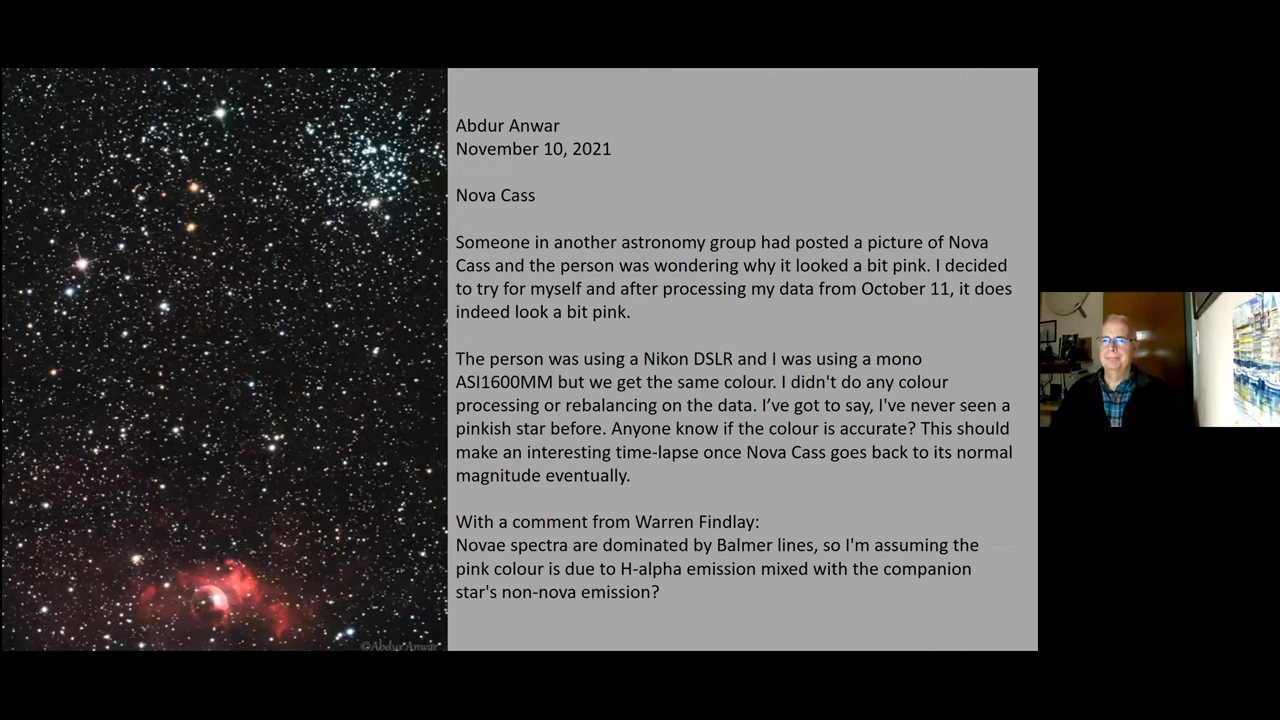 Abdur Anwar
November 10, 2021
Nova Cass
Someone in another astronomy group had posted a picture of Nova
Cass and the person was wondering why it looked a bit pink. I decided
to try for myself and after processing my data from October 11, it does
indeed look a bit pink.
The person was using a Nikon DSLR and I was using a mono
ASI1600MM but we get the same colour. I didn't do any colour
processing or rebalancing on the data. I’ve got to say, I've never seen a
pinkish star before. Anyone know if the colour is accurate? This should
make an interesting time-lapse once Nova Cass goes back to its normal
magnitude eventually.
With a comment from Warren Findlay:
Novae spectra are dominated by Balmer lines, so I'm assuming the
pink colour is due to H-alpha emission mixed with the companion
star's non-nova emission?
©Abdur Anwar